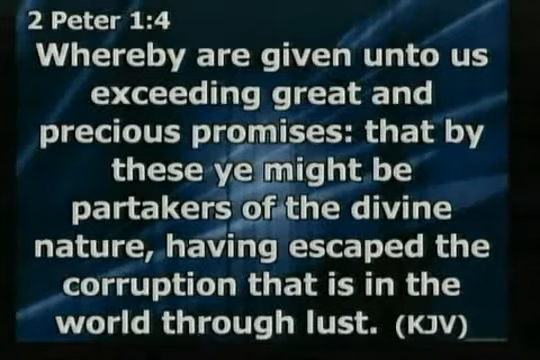 2 Peter 1:4
Whereby are given unto us
exceeding great and
precious promises: that by
these ye might be
partakers of the divine
nature, having escaped the
corruption that is in the
world through lust. (KJV)